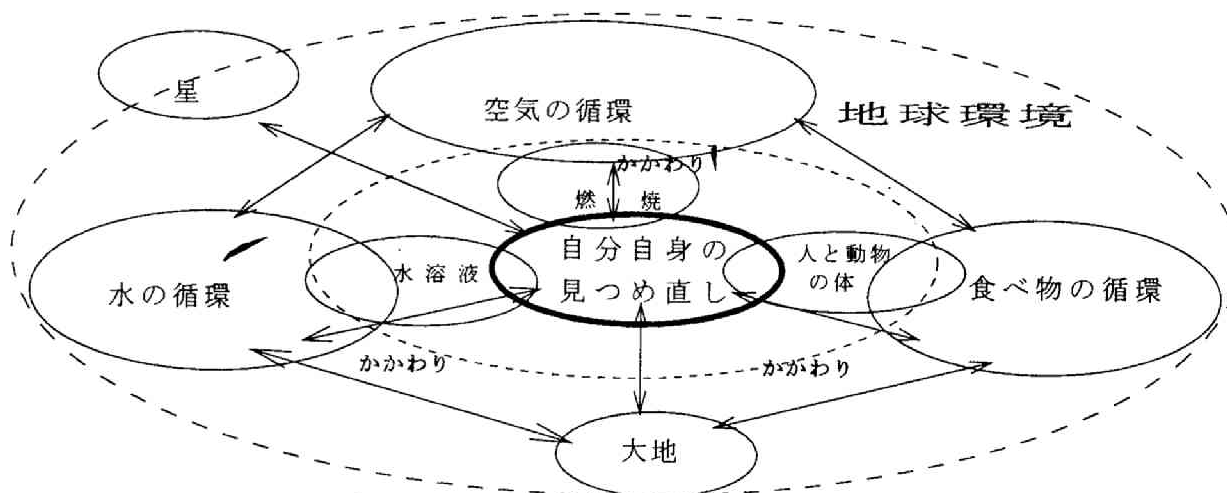 星
空気の循環
地球環境
かかわり
燃焼
自分自身の
見つめ直し
水溶液
人と動物
の体
水の循環
食べ物の循環
かかわり
かかわり
大地